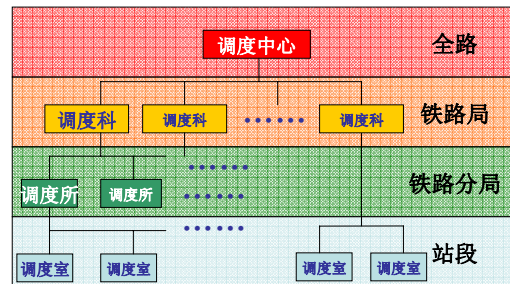 调度中心 全路
调度科 调度科 •••••• 调度科 铁路局
••••••
调度所 调度所 •••••• 铁路分局
••••••
站段
调度室 调度室 调度室 调度室